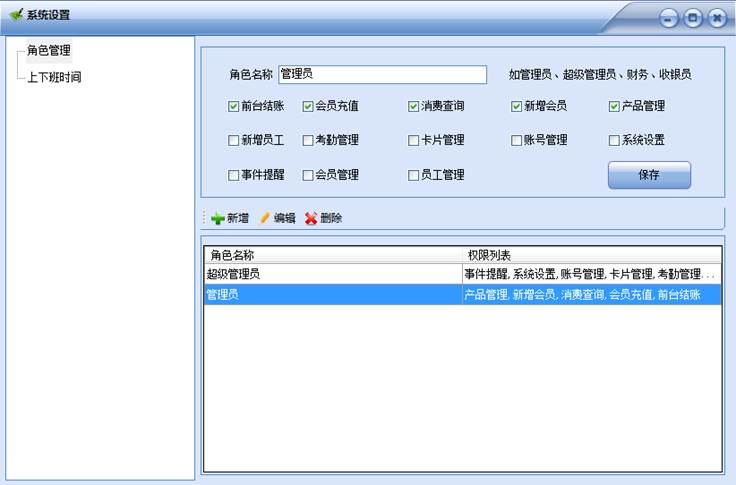 系统设置
角色管理
上下班时间
角色名称 管理员 如管理员、超级管理员、财务、收银员
前台结账 会员充值 消费查询 新增会员 产品管理
新增员工 考勤管理 卡片管理 账号管理 系统设置
事件提醒 会员管理 员工管理 保存
新增 编辑 删除
角色名称 权限列表
超级管理员 事件提醒,系统设置,账号管理,卡片管理,考勤管理...
管理员 产品管理,新增会员,消费查询,会员充值,前台结账